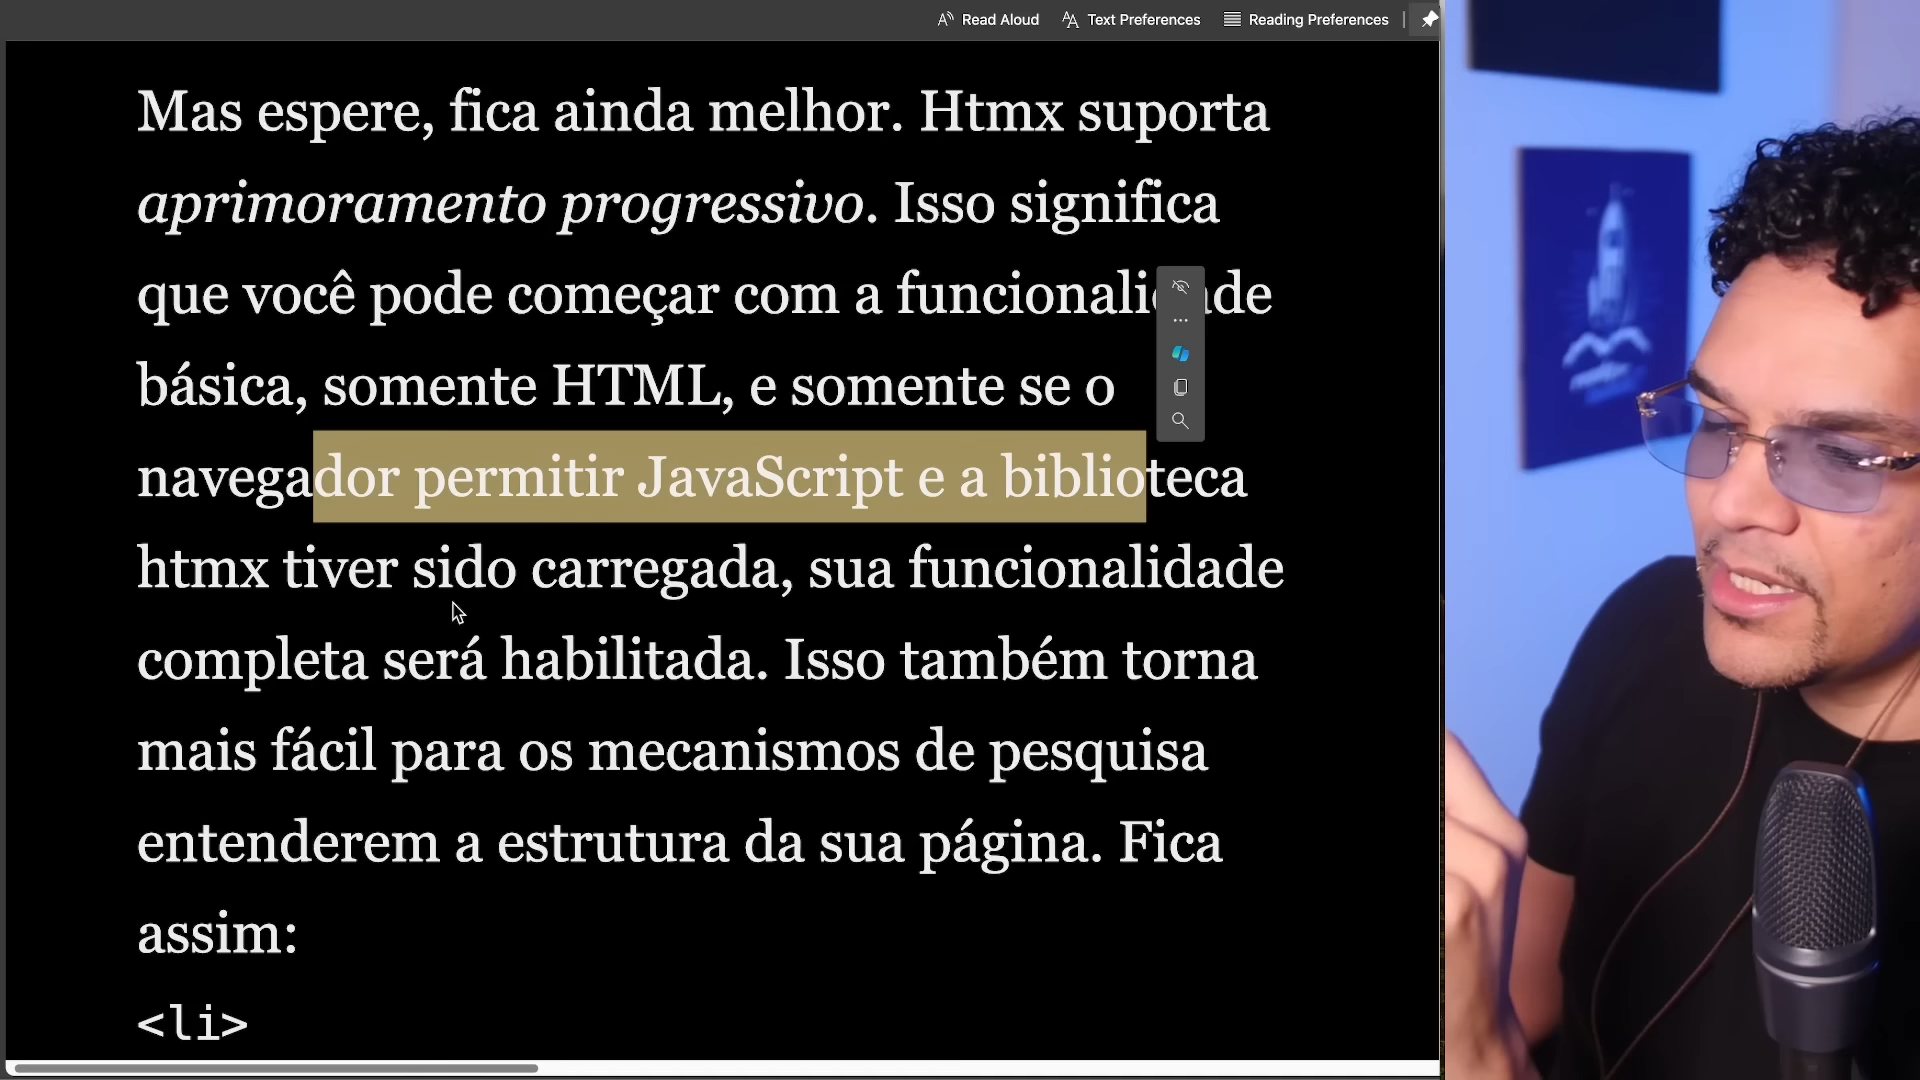 Read Aloud Text Preferences Reading Preferences
Mas espere, fica ainda melhor. Htmx suporta
aprimoramento progressivo. Isso significa
que você pode começar com a funcionalidade
básica, somente HTML, e somente se o
navegador permitir JavaScript e a biblioteca
htmx tiver sido carregada, sua funcionalidade
completa será habilitada. Isso também torna
mais fácil para os mecanismos de pesquisa
entenderem a estrutura da sua página. Fica
assim:
<li>